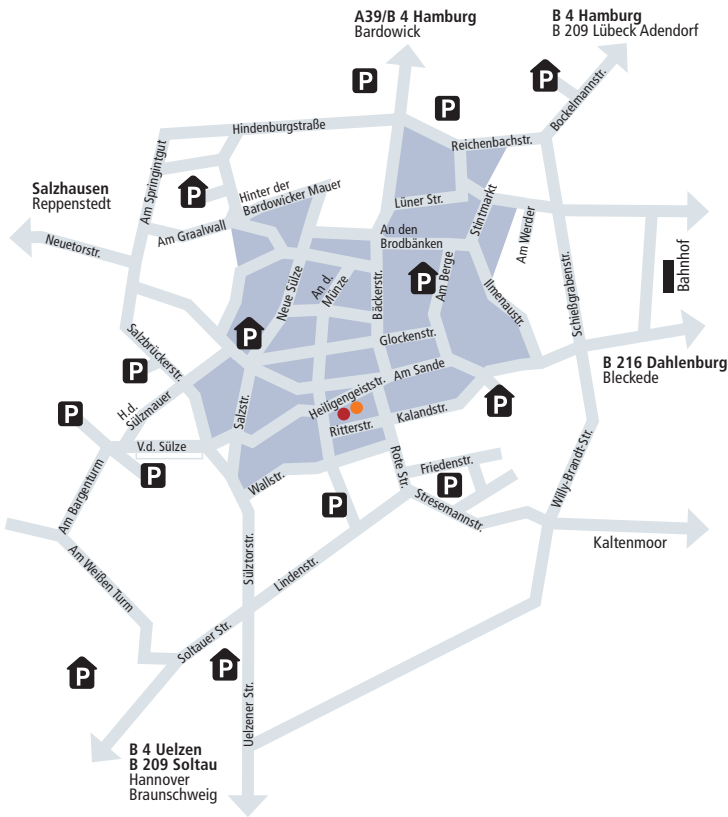 A39/B 4 Hamburg
Bardowick
B 4 Hamburg
B 209 Lübeck Adendorf
P
P
P
Bockelmannstr.
Hindenburgstraße
Reichenbachstr.
Am Springintgut
Salzhausen
Reppenstedt
P
Hinter der
Bardowicker Mauer
Lüner Str.
Stintmarkt
Am Werder
Am Graalwall
An den
Brodbänken
Neuetorstr.
Neue Sülze
An d.
Münze
Bäckerstr.
P
Am Berge
Ilmenaustr.
Schießgrabenstr.
Bahnhof
P
Glockenstr.
Salzbrückerstr.
P
Am Sande
B 216 Dahlenburg
Bleckede
H.d.
Sülzmauer
Salzstr.
Heiligengeiststr.
Kalandstr.
P
P
Ritterstr.
V.d. Sülze
P
Wallstr.
Rote Str.
Friedenstr.
P
P
Stresemannstr.
Willy-Brandt-Str.
Am Bargenturm
Kaltenmoor
Am Weißen Turm
Sülztorstr.
Lindenstr.
Soltauer Str.
P
P
Uelzener Str.
B 4 Uelzen
B 209 Soltau
Hannover
Braunschweig